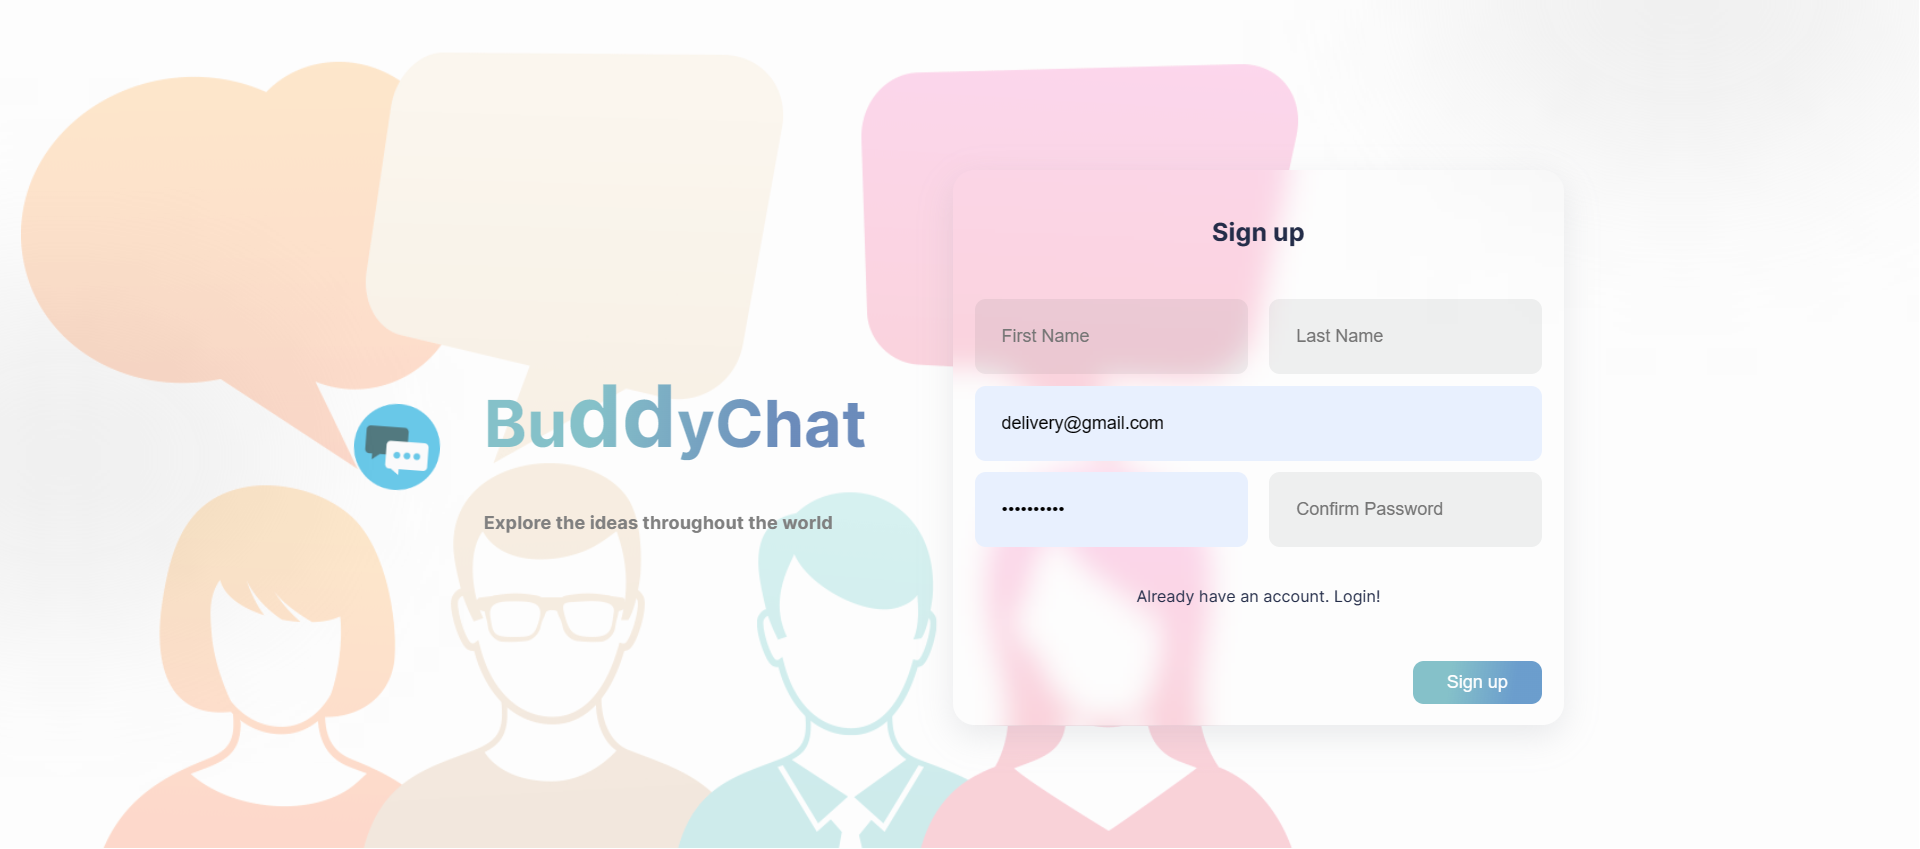 BuddyChat
Explore the ideas throughout the world
Sign up
First Name
Last Name
delivery@gmail.com
••••••••••
Confirm Password
Already have an account. Login!
Sign up